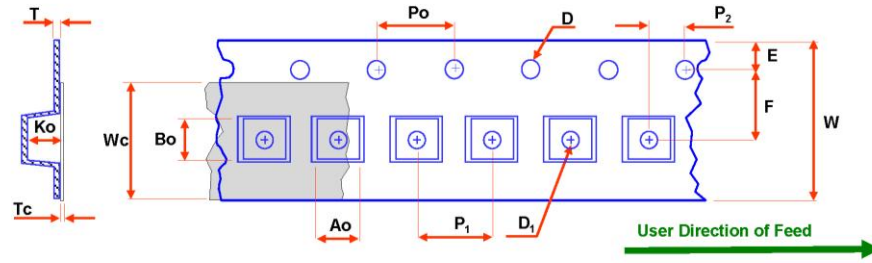 T
Po
D
P2
E
F
W
Ko
Wc
Bo
Tc
Ao
P1
D1
User Direction of Feed